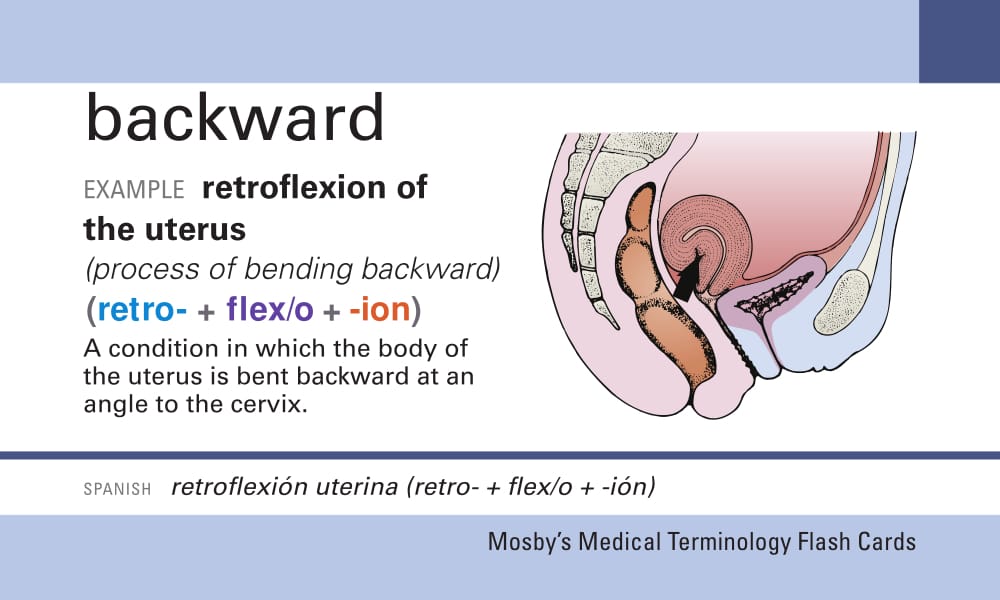 backward
EXAMPLE retroflexion of
the uterus
(process of bending backward)
(retro- + flex/o + -ion)
A condition in which the body of
the uterus is bent backward at an
angle to the cervix.
SPANISH retroflexión uterina (retro- + flex/o + -ión)
Mosby’s Medical Terminology Flash Cards